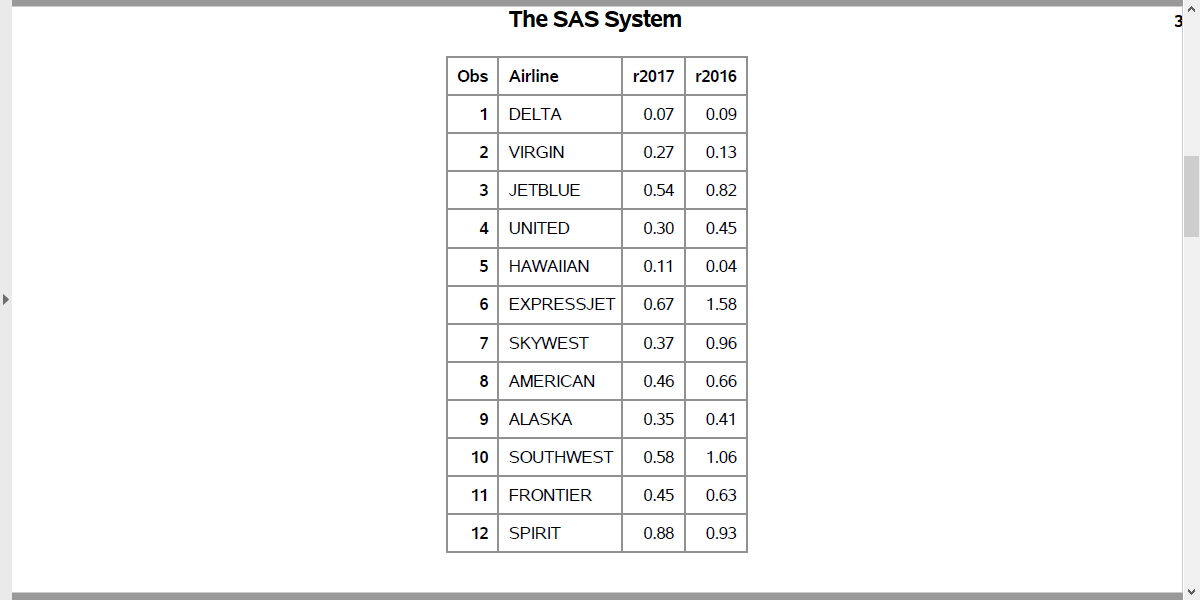 The SAS System
3
Obs Airline r2017 r2016
1 DELTA 0.07 0.09
2 VIRGIN 0.27 0.13
3 JETBLUE 0.54 0.82
4 UNITED 0.30 0.45
5 HAWAIIAN 0.11 0.04
6 EXPRESSJET 0.67 1.58
7 SKYWEST 0.37 0.96
8 AMERICAN 0.46 0.66
9 ALASKA 0.35 0.41
10 SOUTHWEST 0.58 1.06
11 FRONTIER 0.45 0.63
12 SPIRIT 0.88 0.93